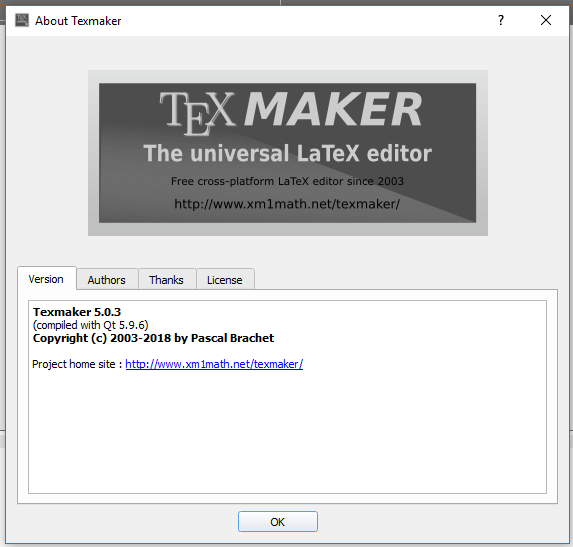 About Texmaker
?
TEX MAKER
The universal LaTeX editor
Free cross-platform LaTeX editor since 2003
http://www.xm1math.net/texmaker/
Version Authors Thanks License
Texmaker 5.0.3
(compiled with Qt 5.9.6)
Copyright (c) 2003-2018 by Pascal Brachet
Project home site : http://www.xm1math.net/texmaker/
OK